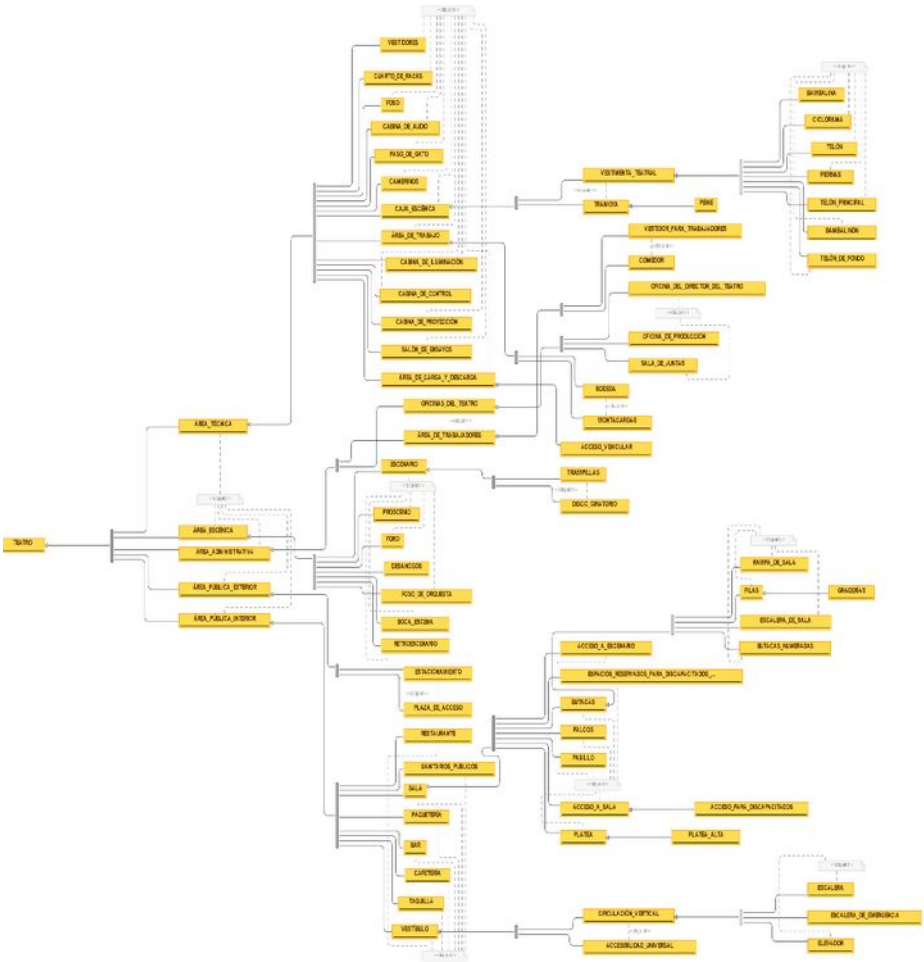 VESTIDORES
CUARTO_DE_RACKS
FOSO
CABINA_DE_AUDIO
PASO_DE_GATO
CAMERINOS
CAJA_ESCÉNICA
ÁREA_DE_TRABAJO
CABINA_DE_ILUMINACIÓN
CABINA_DE_CONTROL
CABINA_DE_PROYECCIÓN
SALÓN_DE_ENSAYOS
ÁREA_DE_CARGA_Y_DESCARGA
VESTIMENTA_TEATRAL
TRAMOYA
PEINE
BAMBALINA
CICLORAMA
TELÓN
PIERNAS
TELÓN_PRINCIPAL
BAMBALINÓN
TELÓN_DE_FONDO
VESTIDOR_PARA_TRABAJADORES
COMEDOR
OFICINA_DEL_DIRECTOR_DEL_TEATRO
OFICINA_DE_PRODUCCIÓN
SALA_DE_JUNTAS
BODEGA
MONTACARGAS
ACCESO_VEHICULAR
OFICINAS_DEL_TEATRO
ÁREA_DE_TRABAJADORES
ÁREA_TÉCNICA
ESCENARIO
TRAMPILLAS
DISCO_GIRATORIO
PROSCENIO
FORO
DESAHOGOS
FOSO_DE_ORQUESTA
BOCA_ESCENA
RETROESCENARIO
TEATRO
ÁREA_ESCÉNICA
ÁREA_ADMINISTRATIVA
ÁREA_PÚBLICA_EXTERIOR
ÁREA_PÚBLICA_INTERIOR
ESTACIONAMIENTO
PLAZA_DE_ACCESO
RESTAURANTE
SANITARIOS_PÚBLICOS
SALA
PAQUETERÍA
BAR
CAFETERÍA
TAQUILLA
VESTÍBULO
RAMPA_DE_SALA
FILAS
GRADERÍAS
ESCALERA_DE_SALA
BUTACAS_NUMERADAS
ACCESO_A_ESCENARIO
ESPACIOS_RESERVADOS_PARA_DISCAPACITADOS_...
BUTACAS
PALCOS
PASILLO
ACCESO_A_SALA
ACCESO_PARA_DISCAPACITADOS
PLATEA
PLATEA_ALTA
CIRCULACIÓN_VERTICAL
ACCESIBILIDAD_UNIVERSAL
ESCALERA
ESCALERA_DE_EMERGENCIA
ELEVADOR